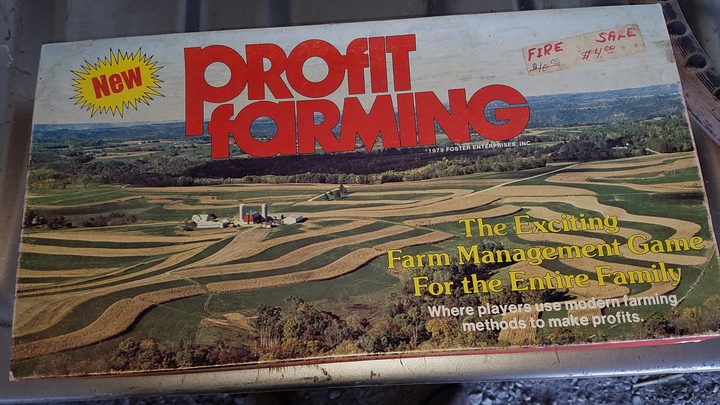 New
PROfiT
fARMING
©1979 FOSTER ENTERPRISES, INC.
FIRE SALE
$4.00
The Exciting
Farm Management Game
For the Entire Family
Where players use modern farming
methods to make profits.